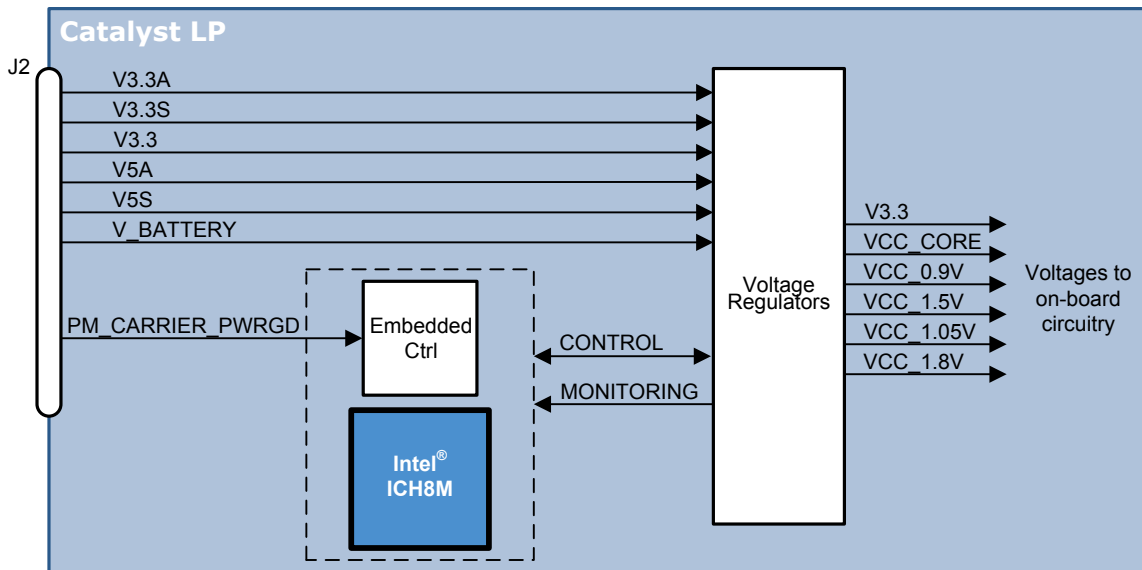 Catalyst LP
J2
V3.3A
V3.3S
V3.3
V5A
V5S
V_BATTERY
PM_CARRIER_PWRGD
Embedded
Ctrl
Intel®
ICH8M
CONTROL
MONITORING
Voltage
Regulators
V3.3
VCC_CORE
VCC_0.9V
VCC_1.5V
VCC_1.05V
VCC_1.8V
Voltages to
on-board
circuitry